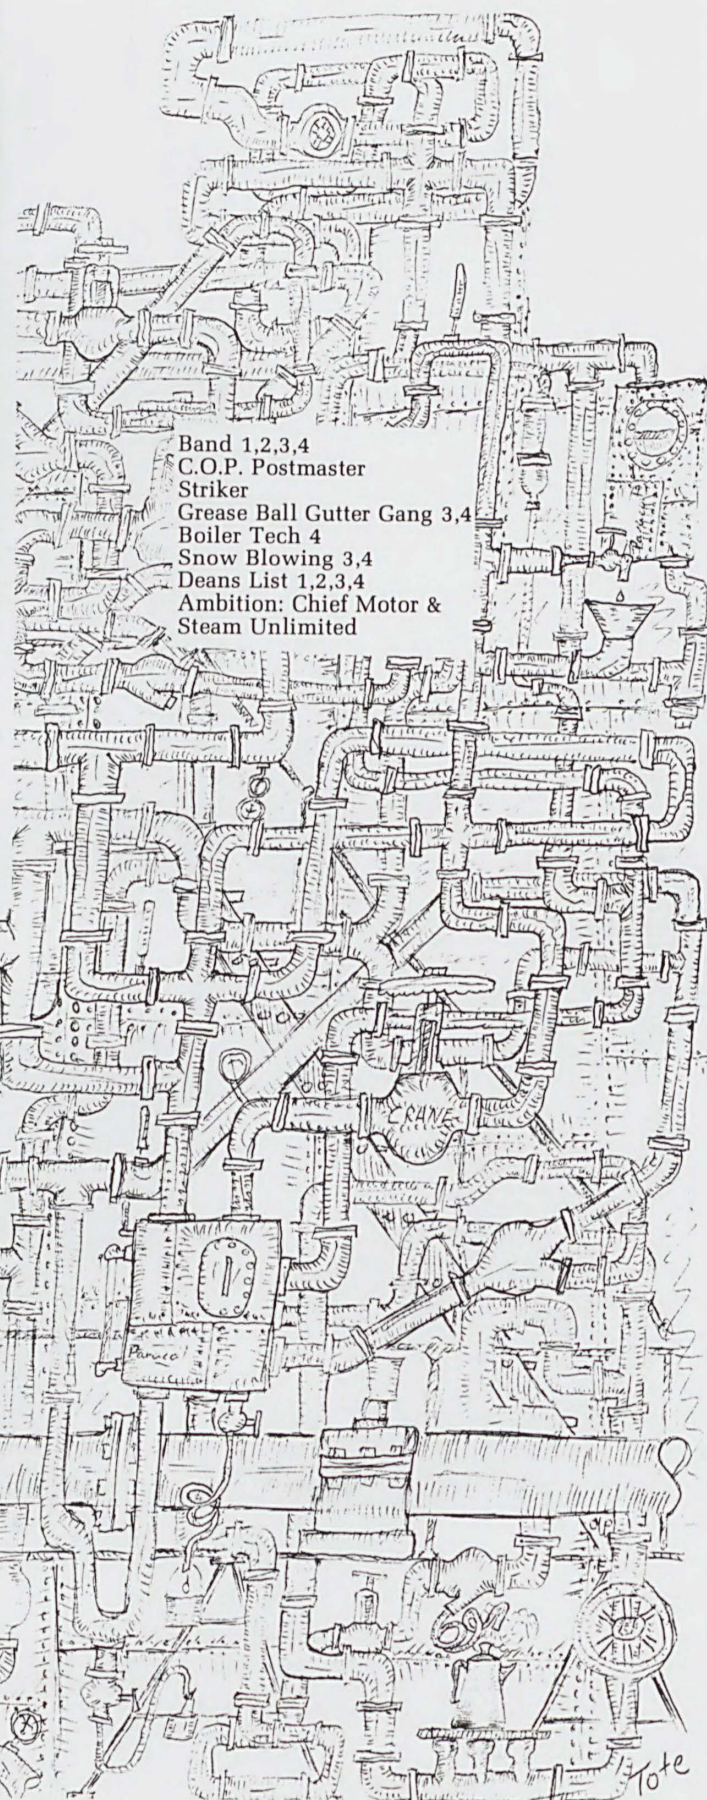 Band 1,2,3,4
C.O.P. Postmaster
Striker
Grease Ball Gutter Gang 3,4
Boiler Tech 4
Snow Blowing 3,4
Deans List 1,2,3,4
Ambition: Chief Motor &
Steam Unlimited
CRANE
Tote